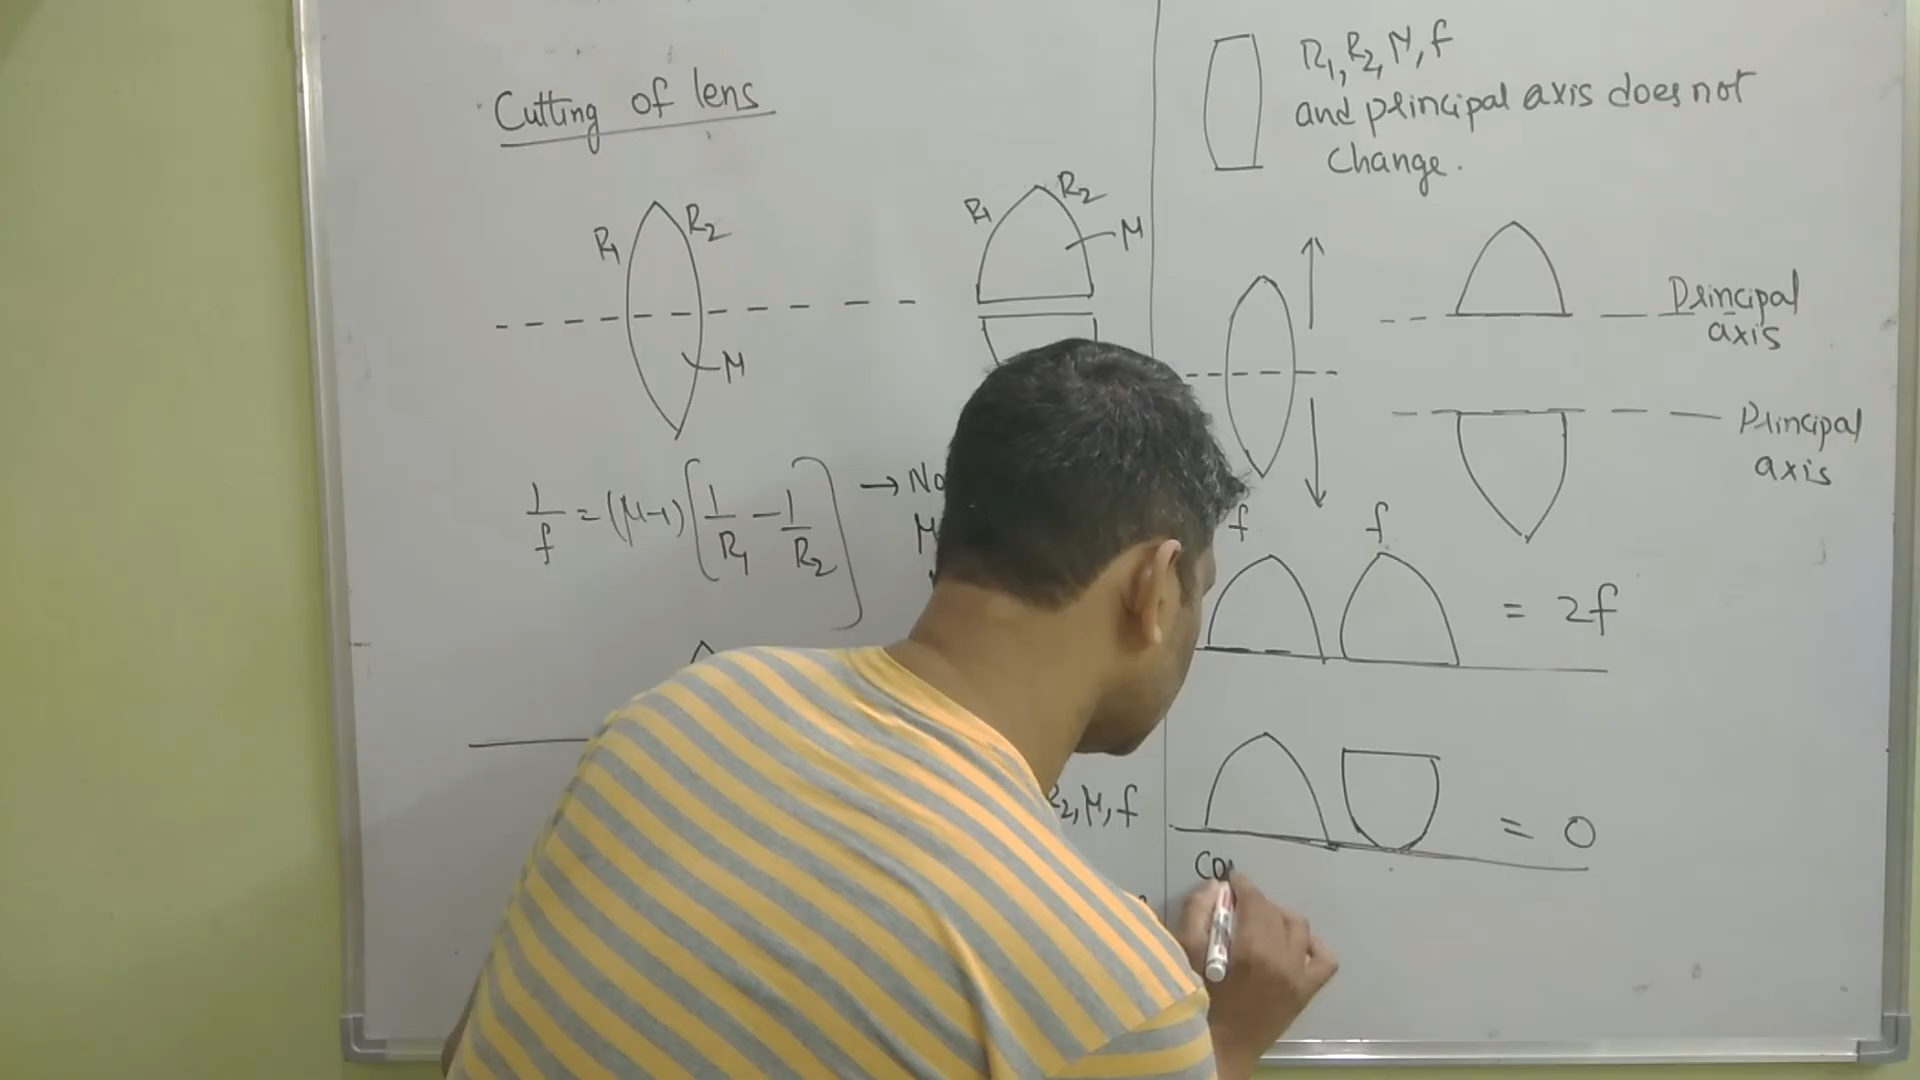 Cutting of lens
R₁ R₂
μ
1/f = (μ-1) [1/R₁ - 1/R₂] → No
μ
R₁ R₂
μ
R₂, μ, f
R₁, R₂, μ, f
and principal axis does not
change.
Principal
axis
Principal
axis
f f
= 2f
= 0